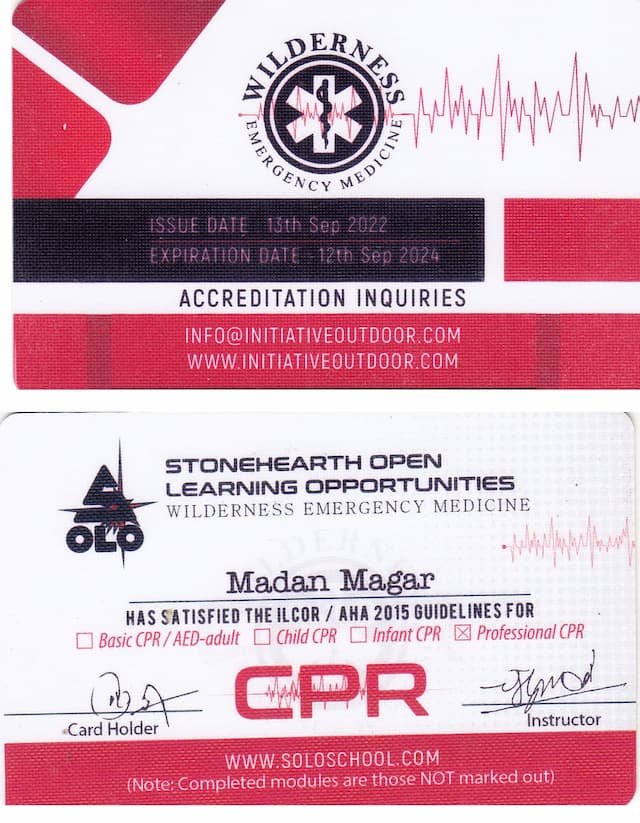 WILDERNESS
EMERGENCY MEDICINE
ISSUE DATE - 13th Sep 2022
EXPIRATION DATE - 12th Sep 2024
ACCREDITATION INQUIRIES
INFO@INITIATIVEOUTDOOR.COM
WWW.INITIATIVEOUTDOOR.COM
SOLO
STONEHEARTH OPEN
LEARNING OPPORTUNITIES
WILDERNESS EMERGENCY MEDICINE
Madan Magar
HAS SATISFIED THE ILCOR / AHA 2015 GUIDELINES FOR
☐ Basic CPR / AED-adult ☐ Child CPR ☐ Infant CPR ☒ Professional CPR
CPR
Card Holder
Instructor
WWW.SOLOSCHOOL.COM
(Note: Completed modules are those NOT marked out)